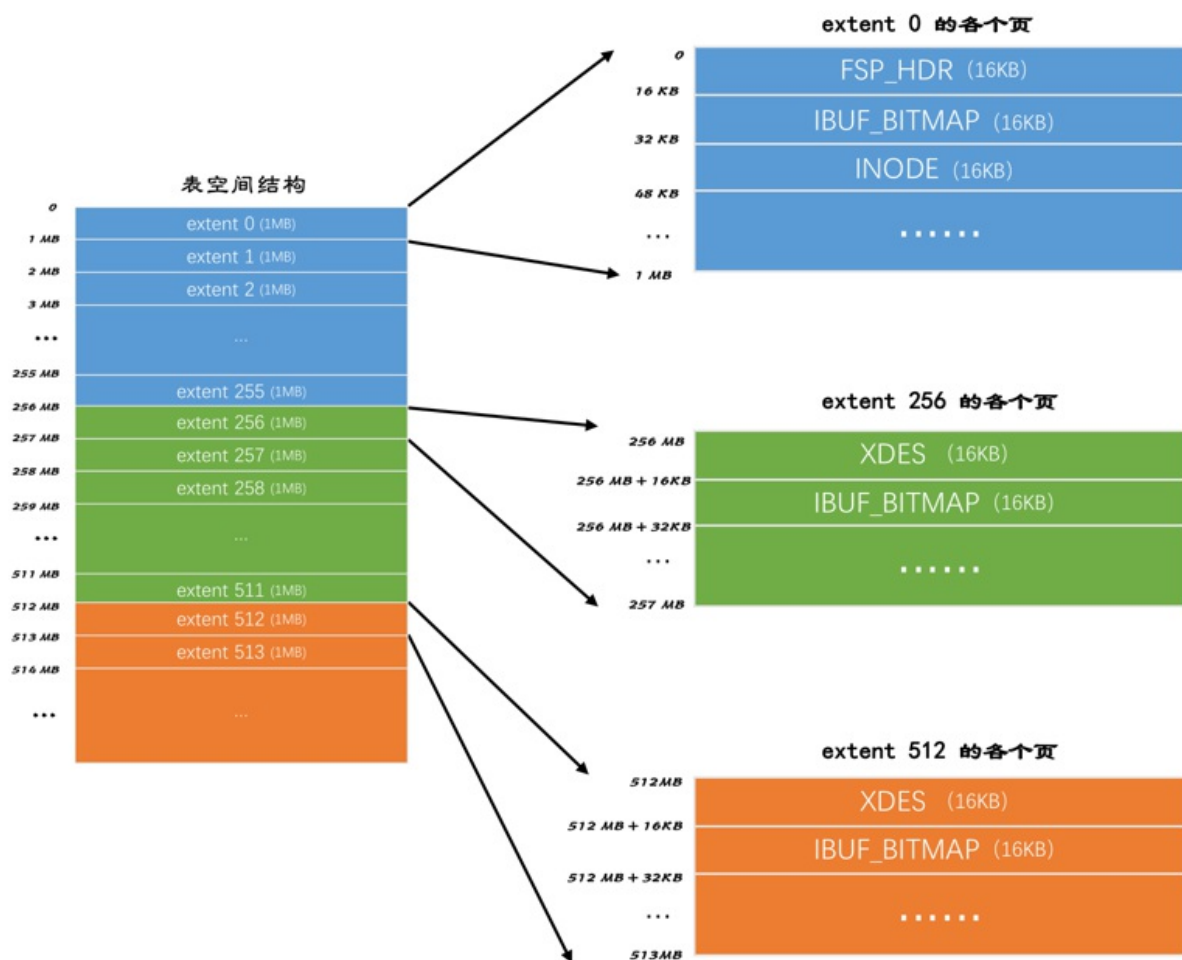 表空间结构
0
extent 0 (1MB)
1 MB
extent 1 (1MB)
2 MB
extent 2 (1MB)
3 MB
...
...
255 MB
extent 255 (1MB)
256 MB
extent 256 (1MB)
257 MB
extent 257 (1MB)
258 MB
extent 258 (1MB)
259 MB
...
...
511 MB
extent 511 (1MB)
512 MB
extent 512 (1MB)
513 MB
extent 513 (1MB)
514 MB
...
...
extent 0 的各个页
0
FSP_HDR (16KB)
16 KB
IBUF_BITMAP (16KB)
32 KB
INODE (16KB)
48 KB
...
......
1 MB
extent 256 的各个页
256 MB
XDES (16KB)
256 MB + 16KB
IBUF_BITMAP (16KB)
256 MB + 32KB
...
......
257 MB
extent 512 的各个页
512MB
XDES (16KB)
512 MB + 16KB
IBUF_BITMAP (16KB)
512 MB + 32KB
...
......
513MB